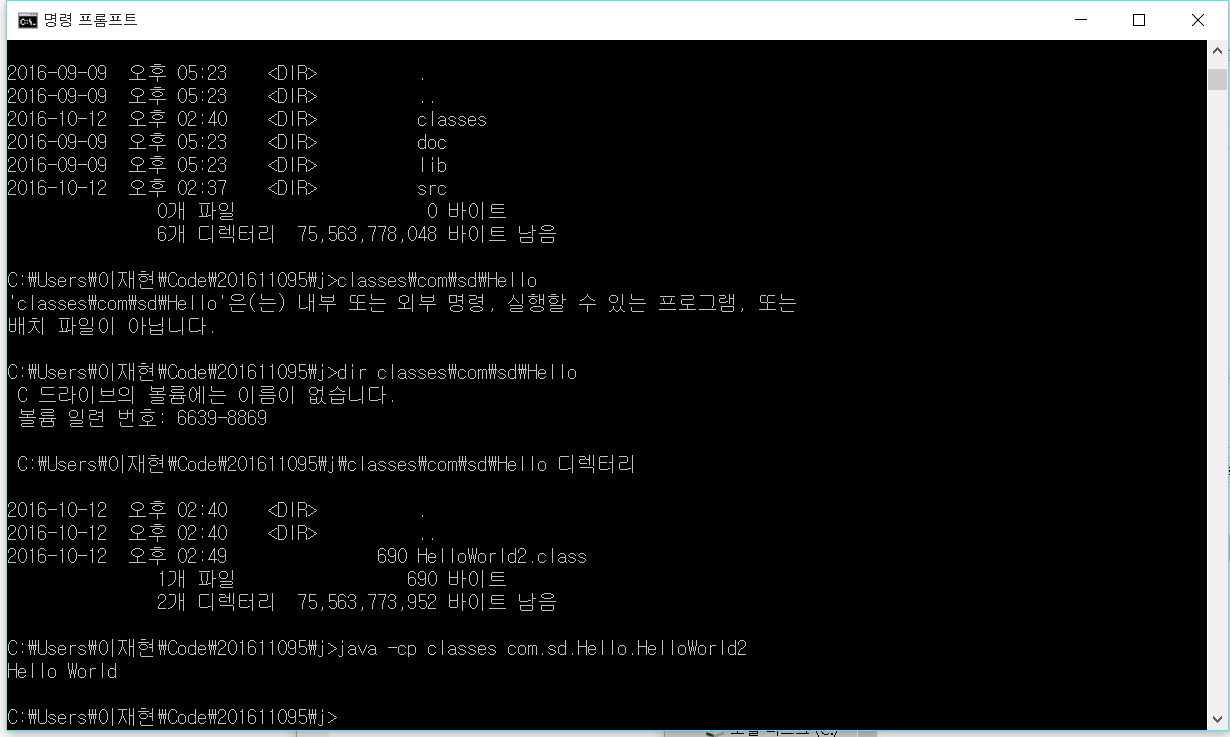 명령 프롬프트
2016-09-09  오후 05:23    <DIR>          .
2016-09-09  오후 05:23    <DIR>          ..
2016-10-12  오후 02:40    <DIR>          classes
2016-09-09  오후 05:23    <DIR>          doc
2016-09-09  오후 05:23    <DIR>          lib
2016-10-12  오후 02:37    <DIR>          src
               0개 파일                   0 바이트
               6개 디렉터리  75,563,778,048 바이트 남음
C:\Users\이재현\Code\201611095\j>classes\com\sd\Hello
'classes\com\sd\Hello'은(는) 내부 또는 외부 명령, 실행할 수 있는 프로그램, 또는
배치 파일이 아닙니다.
C:\Users\이재현\Code\201611095\j>dir classes\com\sd\Hello
 C 드라이브의 볼륨에는 이름이 없습니다.
 볼륨 일련 번호: 6639-8869
 C:\Users\이재현\Code\201611095\j\classes\com\sd\Hello 디렉터리
2016-10-12  오후 02:40    <DIR>          .
2016-10-12  오후 02:40    <DIR>          ..
2016-10-12  오후 02:49               690 HelloWorld2.class
               1개 파일                 690 바이트
               2개 디렉터리  75,563,773,952 바이트 남음
C:\Users\이재현\Code\201611095\j>java -cp classes com.sd.Hello.HelloWorld2
Hello World
C:\Users\이재현\Code\201611095\j>